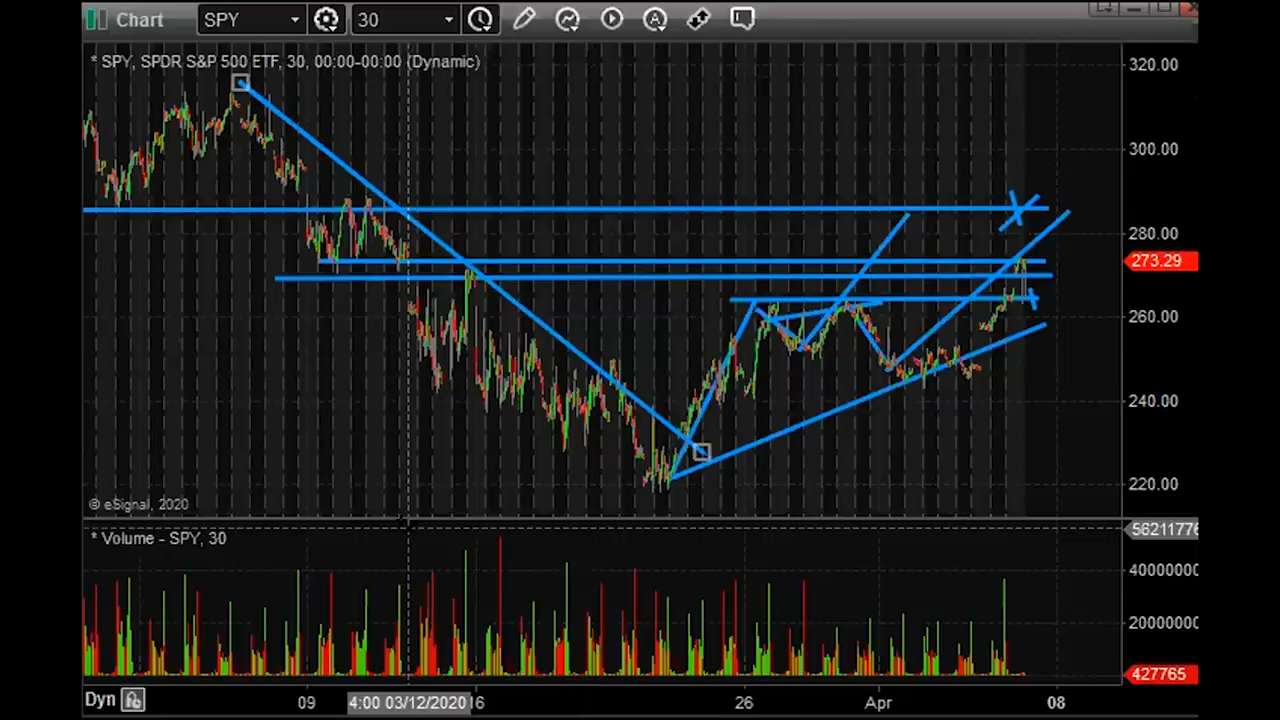 Chart SPY 30
* SPY, SPDR S&P 500 ETF, 30, 00:00-00:00 (Dynamic)
320.00
300.00
280.00
273.29
260.00
240.00
220.00
© eSignal, 2020
56211776
* Volume - SPY, 30
40000000
20000000
427765
Dyn 09 4:00 03/12/2020 16 26 Apr 08